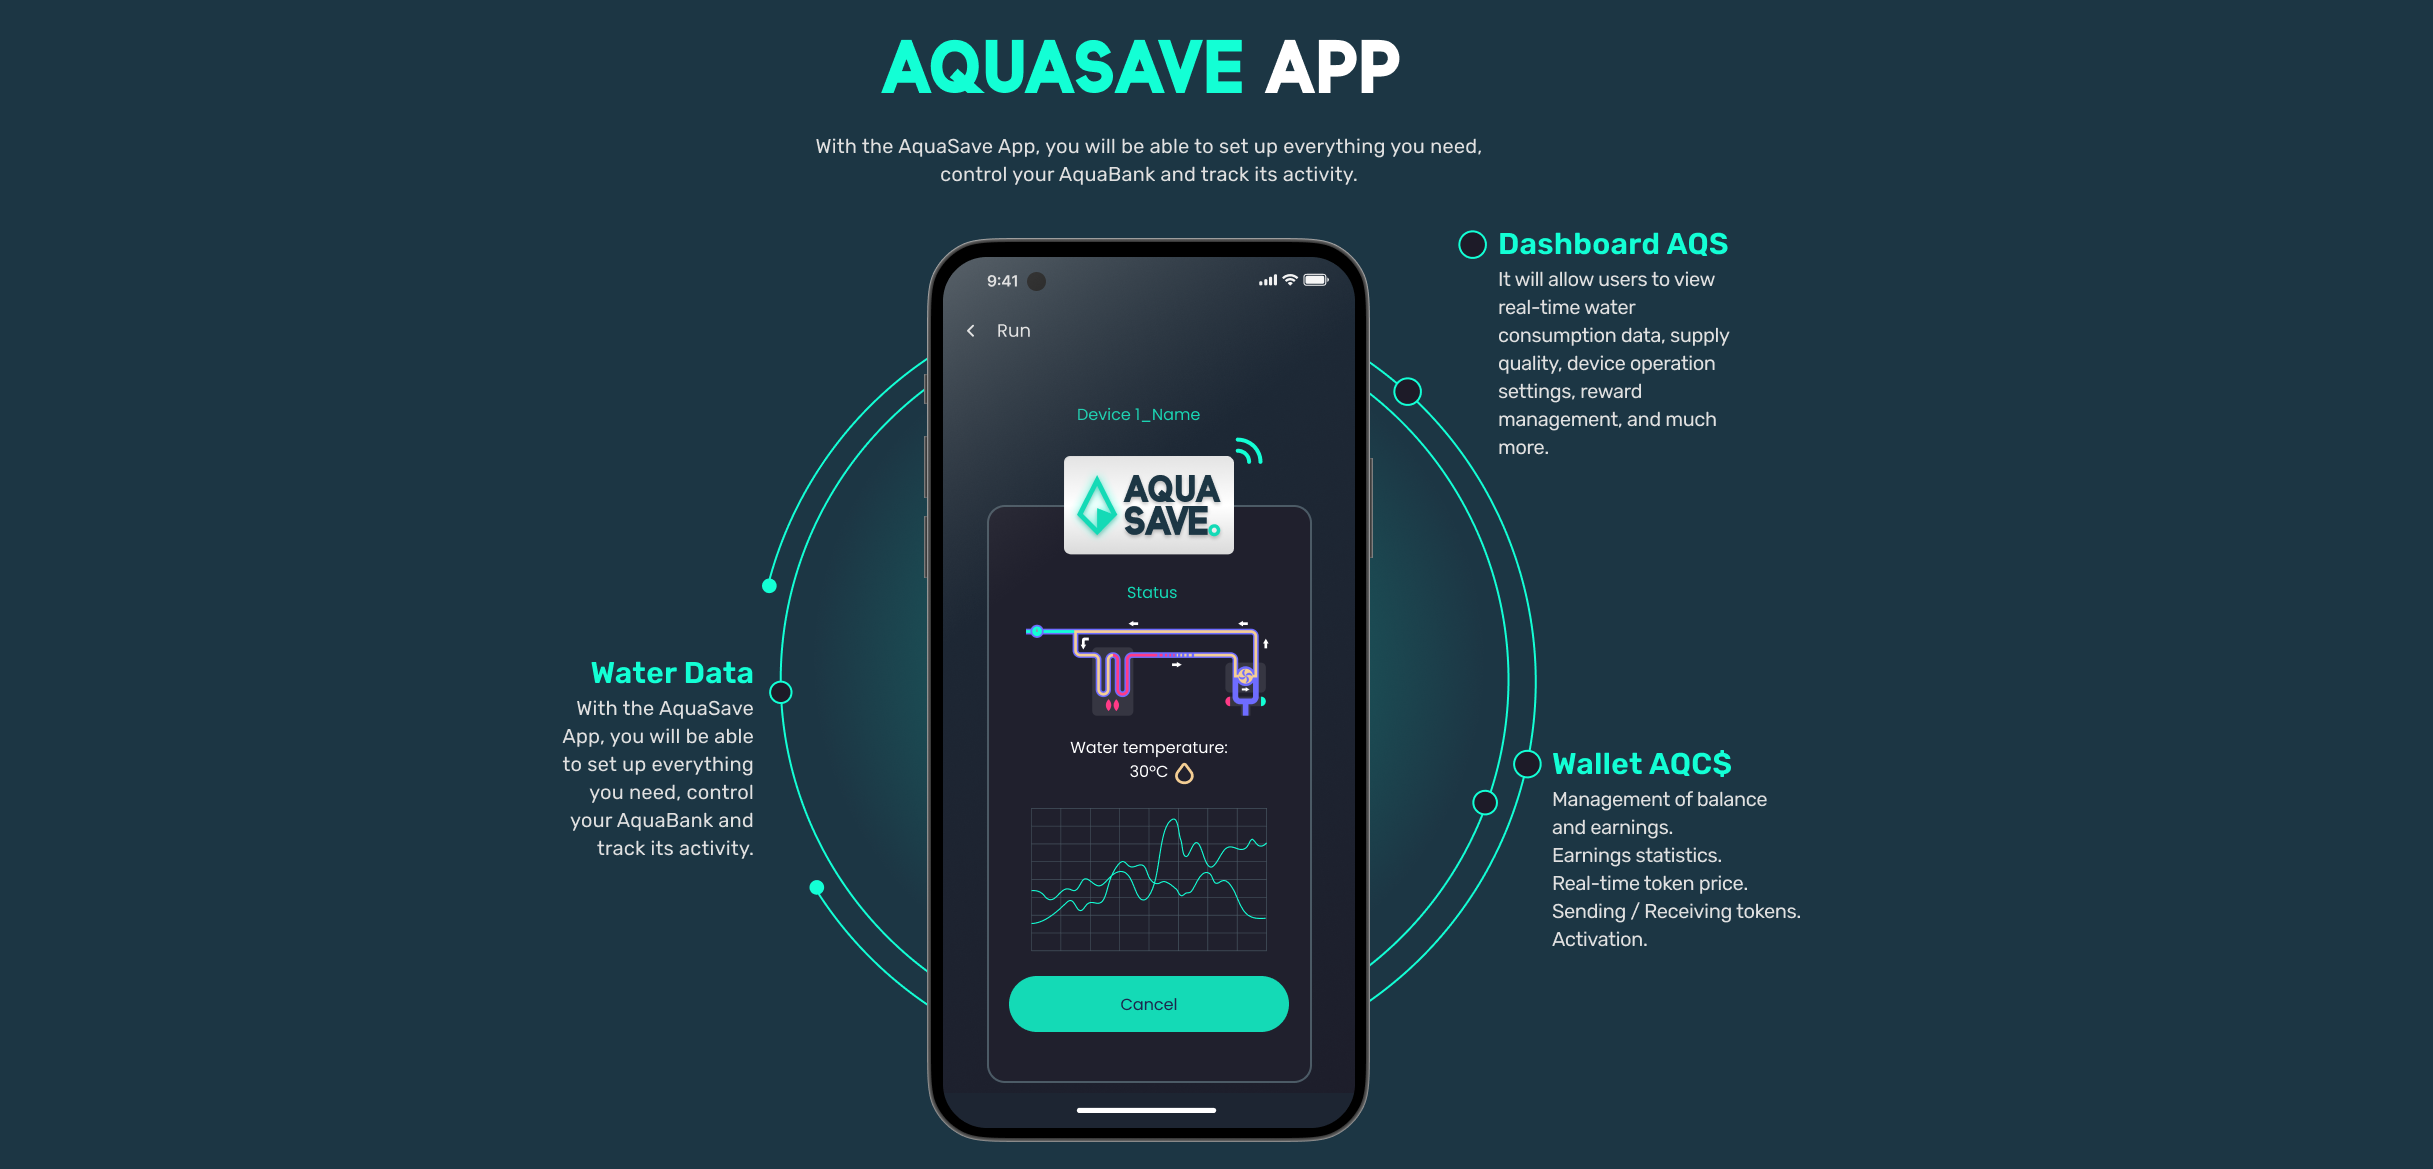 AQUASAVE APP
With the AquaSave App, you will be able to set up everything you need,
control your AquaBank and track its activity.
9:41
Run
Device 1_Name
AQUA
SAVE
Status
Water temperature:
30ºC
Cancel
Water Data
With the AquaSave
App, you will be able
to set up everything
you need, control
your AquaBank and
track its activity.
Dashboard AQS
It will allow users to view
real-time water
consumption data, supply
quality, device operation
settings, reward
management, and much
more.
Wallet AQC$
Management of balance
and earnings.
Earnings statistics.
Real-time token price.
Sending / Receiving tokens.
Activation.